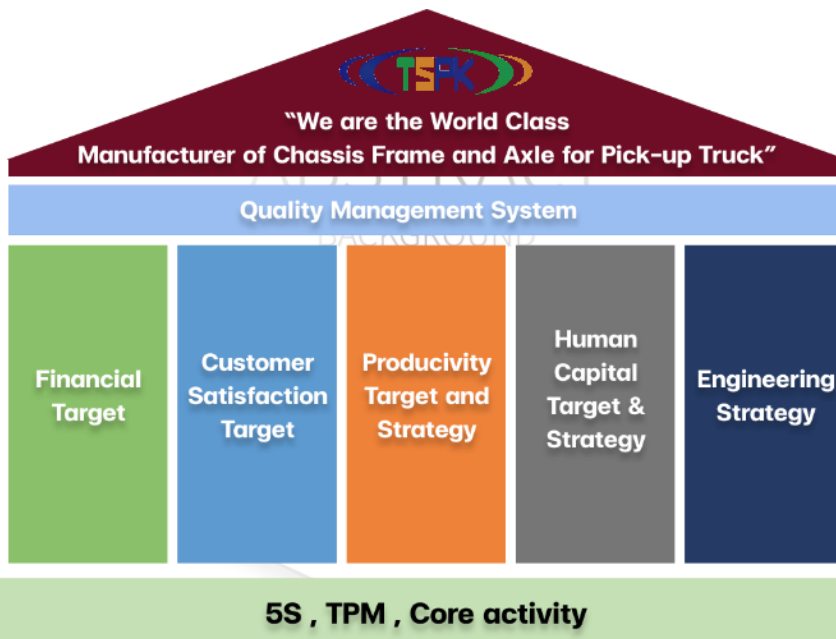 TSPK
“We are the World Class
Manufacturer of Chassis Frame and Axle for Pick-up Truck”
Quality Management System
BACKGROUND
Financial
Target
Customer
Satisfaction
Target
Producivity
Target and
Strategy
Human
Capital
Target &
Strategy
Engineering
Strategy
5S , TPM , Core activity